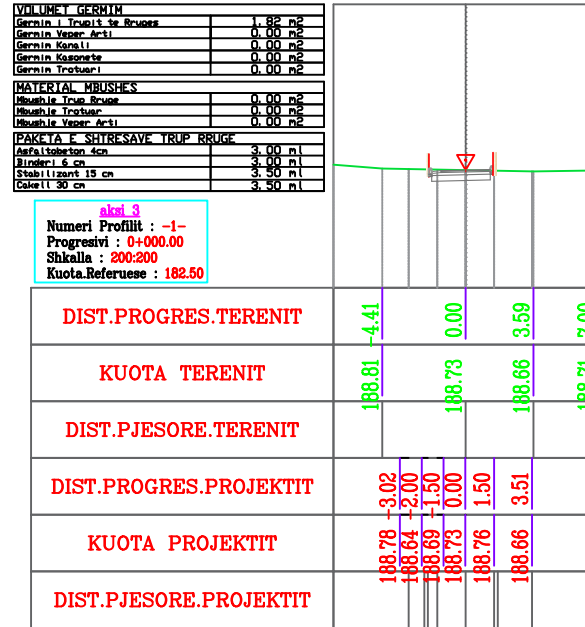 VOLUMET GERMIM
Germim i Trupit te Rruges 1.82 m2
Germim Veper Arti 0.00 m2
Germim Kanali 0.00 m2
Germim Kasonete 0.00 m2
Germim Trotuari 0.00 m2
MATERIAL MBUSHES
Mbushje Trup Rruge 0.00 m2
Mbushje Trotuar 0.00 m2
Mbushje Veper Arti 0.00 m2
PAKETA E SHTRESAVE TRUP RRUGE
Asfaltobeton 4cm 3.00 ml
Binderi 6 cm 3.00 ml
Stabilizant 15 cm 3.50 ml
Cakell 30 cm 3.50 ml
aksi 3
Numeri Profilit : -1-
Progresivi : 0+000.00
Shkalla : 200:200
Kuota.Referuese : 182.50
DIST.PROGRES.TERENIT -4.41 0.00 3.59 7.00
KUOTA TERENIT 188.81 188.73 188.66 188.71
DIST.PJESORE.TERENIT
DIST.PROGRES.PROJEKTIT -3.02 -2.00 -1.50 0.00 1.50 3.51
KUOTA PROJEKTIT 188.78 188.64 188.69 188.73 188.76 188.66
DIST.PJESORE.PROJEKTIT